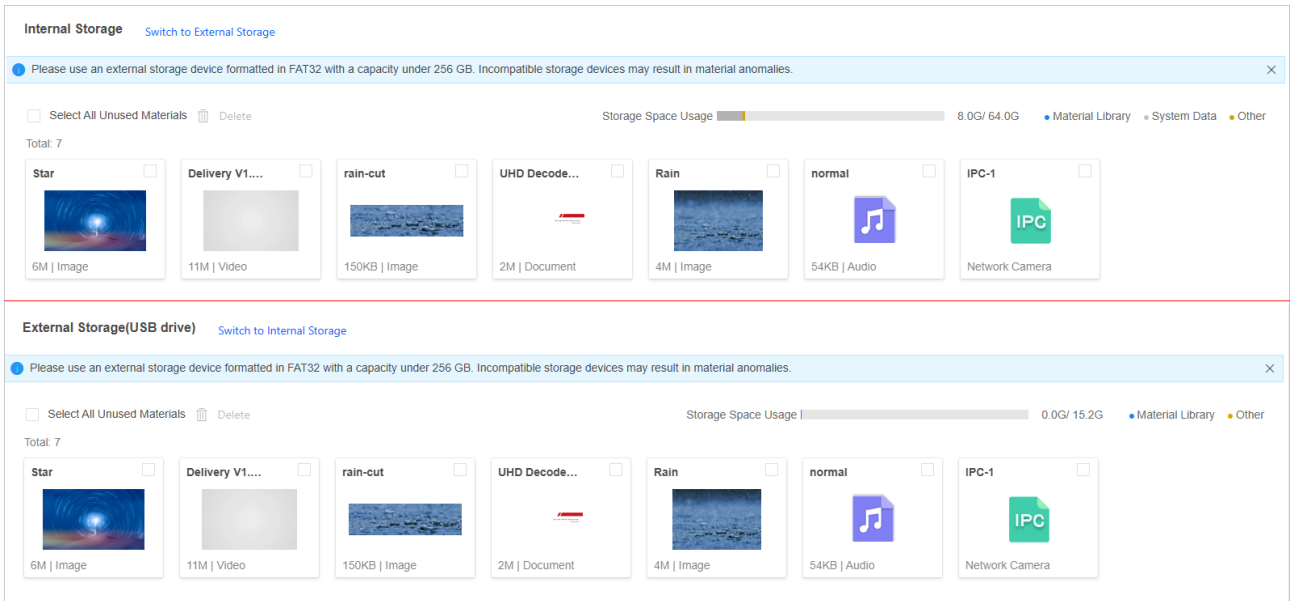 Internal Storage Switch to External Storage
Please use an external storage device formatted in FAT32 with a capacity under 256 GB. Incompatible storage devices may result in material anomalies.
Select All Unused Materials Delete Storage Space Usage 8.0G/ 64.0G Material Library System Data Other
Total: 7
Star Delivery V1.... rain-cut UHD Decode... Rain normal IPC-1
IPC
6M | Image 11M | Video 150KB | Image 2M | Document 4M | Image 54KB | Audio Network Camera
External Storage(USB drive) Switch to Internal Storage
Please use an external storage device formatted in FAT32 with a capacity under 256 GB. Incompatible storage devices may result in material anomalies.
Select All Unused Materials Delete Storage Space Usage 0.0G/ 15.2G Material Library Other
Total: 7
Star Delivery V1.... rain-cut UHD Decode... Rain normal IPC-1
IPC
6M | Image 11M | Video 150KB | Image 2M | Document 4M | Image 54KB | Audio Network Camera